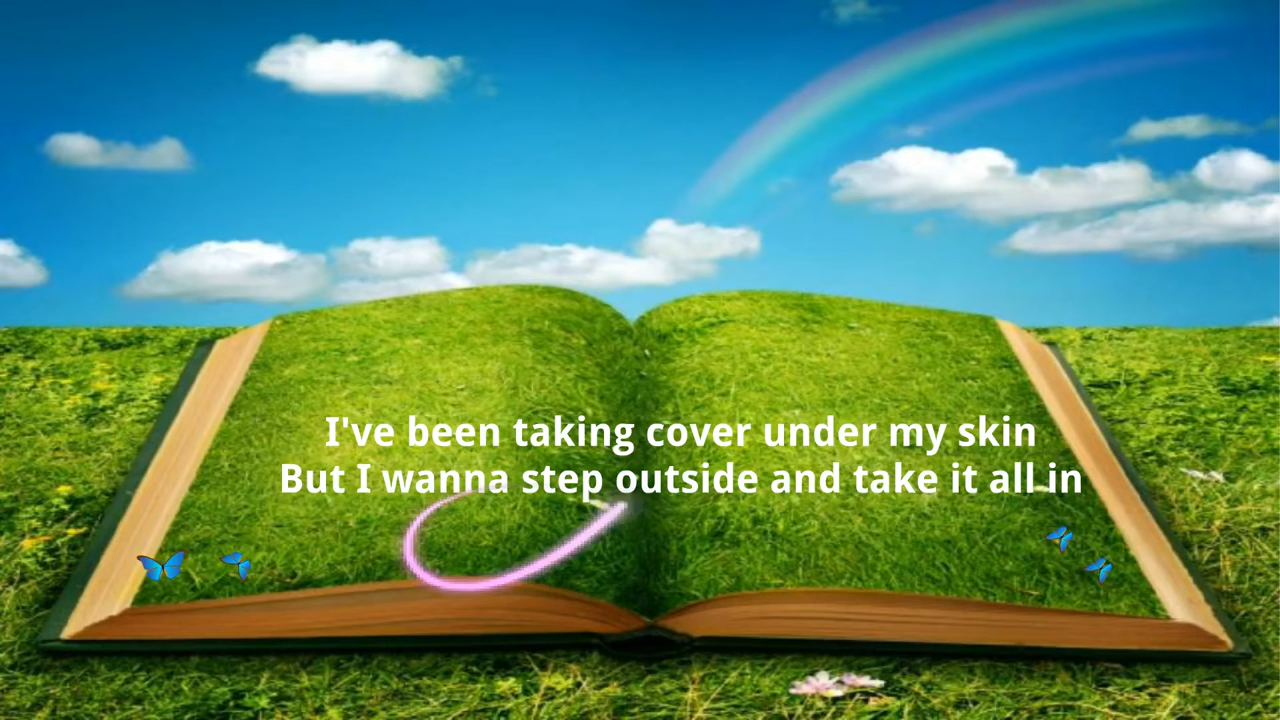 I've been taking cover under my skin
But I wanna step outside and take it all in